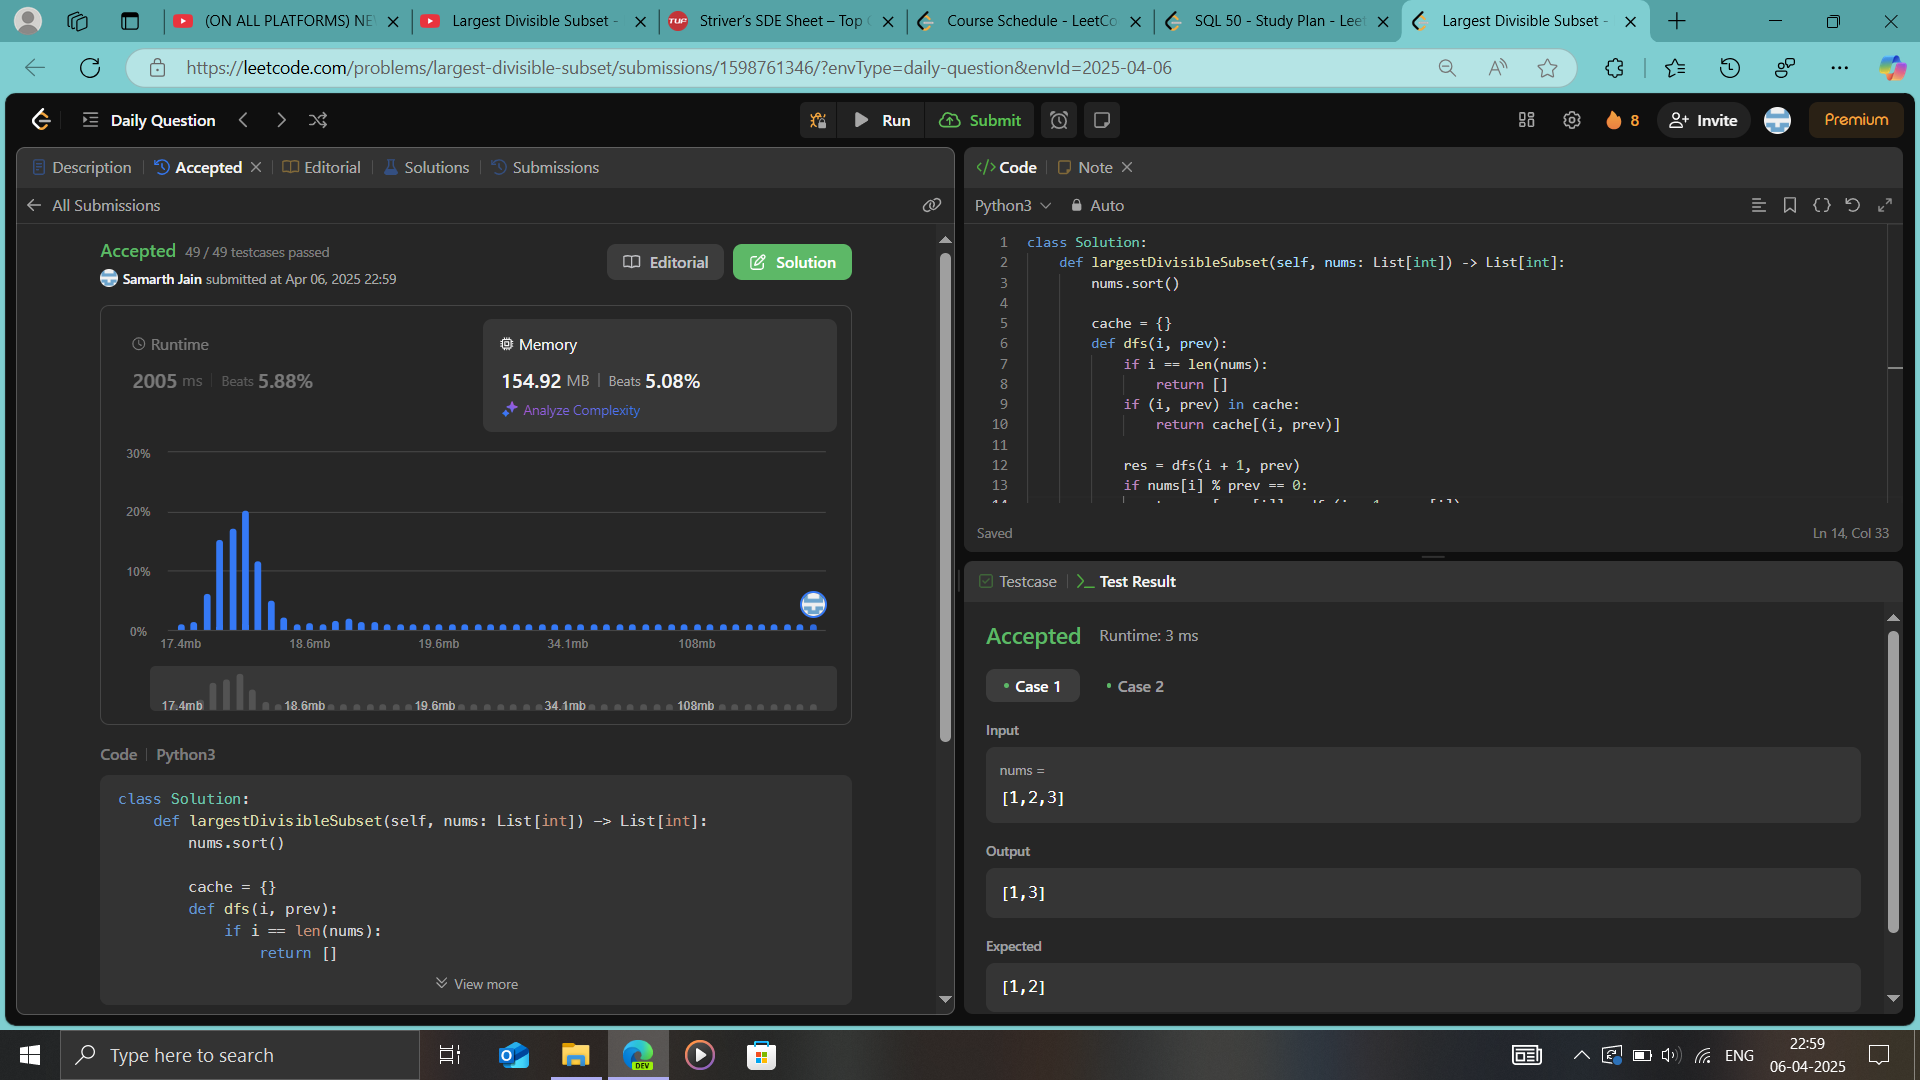 (ON ALL PLATFORMS) NE
Largest Divisible Subset -
TUF
Striver's SDE Sheet – Top
Course Schedule - LeetCo
SQL 50 - Study Plan - Leet
Largest Divisible Subset -
https://leetcode.com/problems/largest-divisible-subset/submissions/1598761346/?envType=daily-question&envId=2025-04-06
Daily Question
Run
Submit
8
Invite
Premium
Description
Accepted
Editorial
Solutions
Submissions
All Submissions
Accepted 49 / 49 testcases passed
Samarth Jain submitted at Apr 06, 2025 22:59
Editorial
Solution
Runtime
2005 ms | Beats 5.88%
Memory
154.92 MB | Beats 5.08%
Analyze Complexity
30%
20%
10%
0%
17.4mb 18.6mb 19.6mb 34.1mb 108mb
17.4mb 18.6mb 19.6mb 34.1mb 108mb
Code | Python3
class Solution:
    def largestDivisibleSubset(self, nums: List[int]) -> List[int]:
        nums.sort()
        cache = {}
        def dfs(i, prev):
            if i == len(nums):
                return []
View more
</> Code
Note
Python3
Auto
1 class Solution:
2     def largestDivisibleSubset(self, nums: List[int]) -> List[int]:
3         nums.sort()
4
5         cache = {}
6         def dfs(i, prev):
7             if i == len(nums):
8                 return []
9             if (i, prev) in cache:
10                 return cache[(i, prev)]
11
12             res = dfs(i + 1, prev)
13             if nums[i] % prev == 0:
Saved
Ln 14, Col 33
Testcase
Test Result
Accepted Runtime: 3 ms
Case 1
Case 2
Input
nums =
[1,2,3]
Output
[1,3]
Expected
[1,2]
Type here to search
DEV
ENG
22:59
06-04-2025